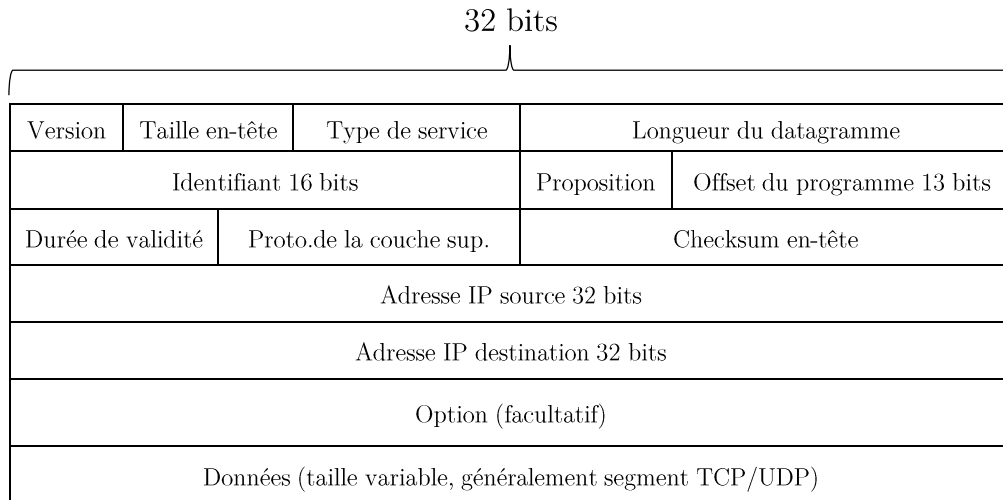 32 bits
Version Taille en-tête Type de service Longueur du datagramme
Identifiant 16 bits Proposition Offset du programme 13 bits
Durée de validité Proto.de la couche sup. Checksum en-tête
Adresse IP source 32 bits
Adresse IP destination 32 bits
Option (facultatif)
Données (taille variable, généralement segment TCP/UDP)